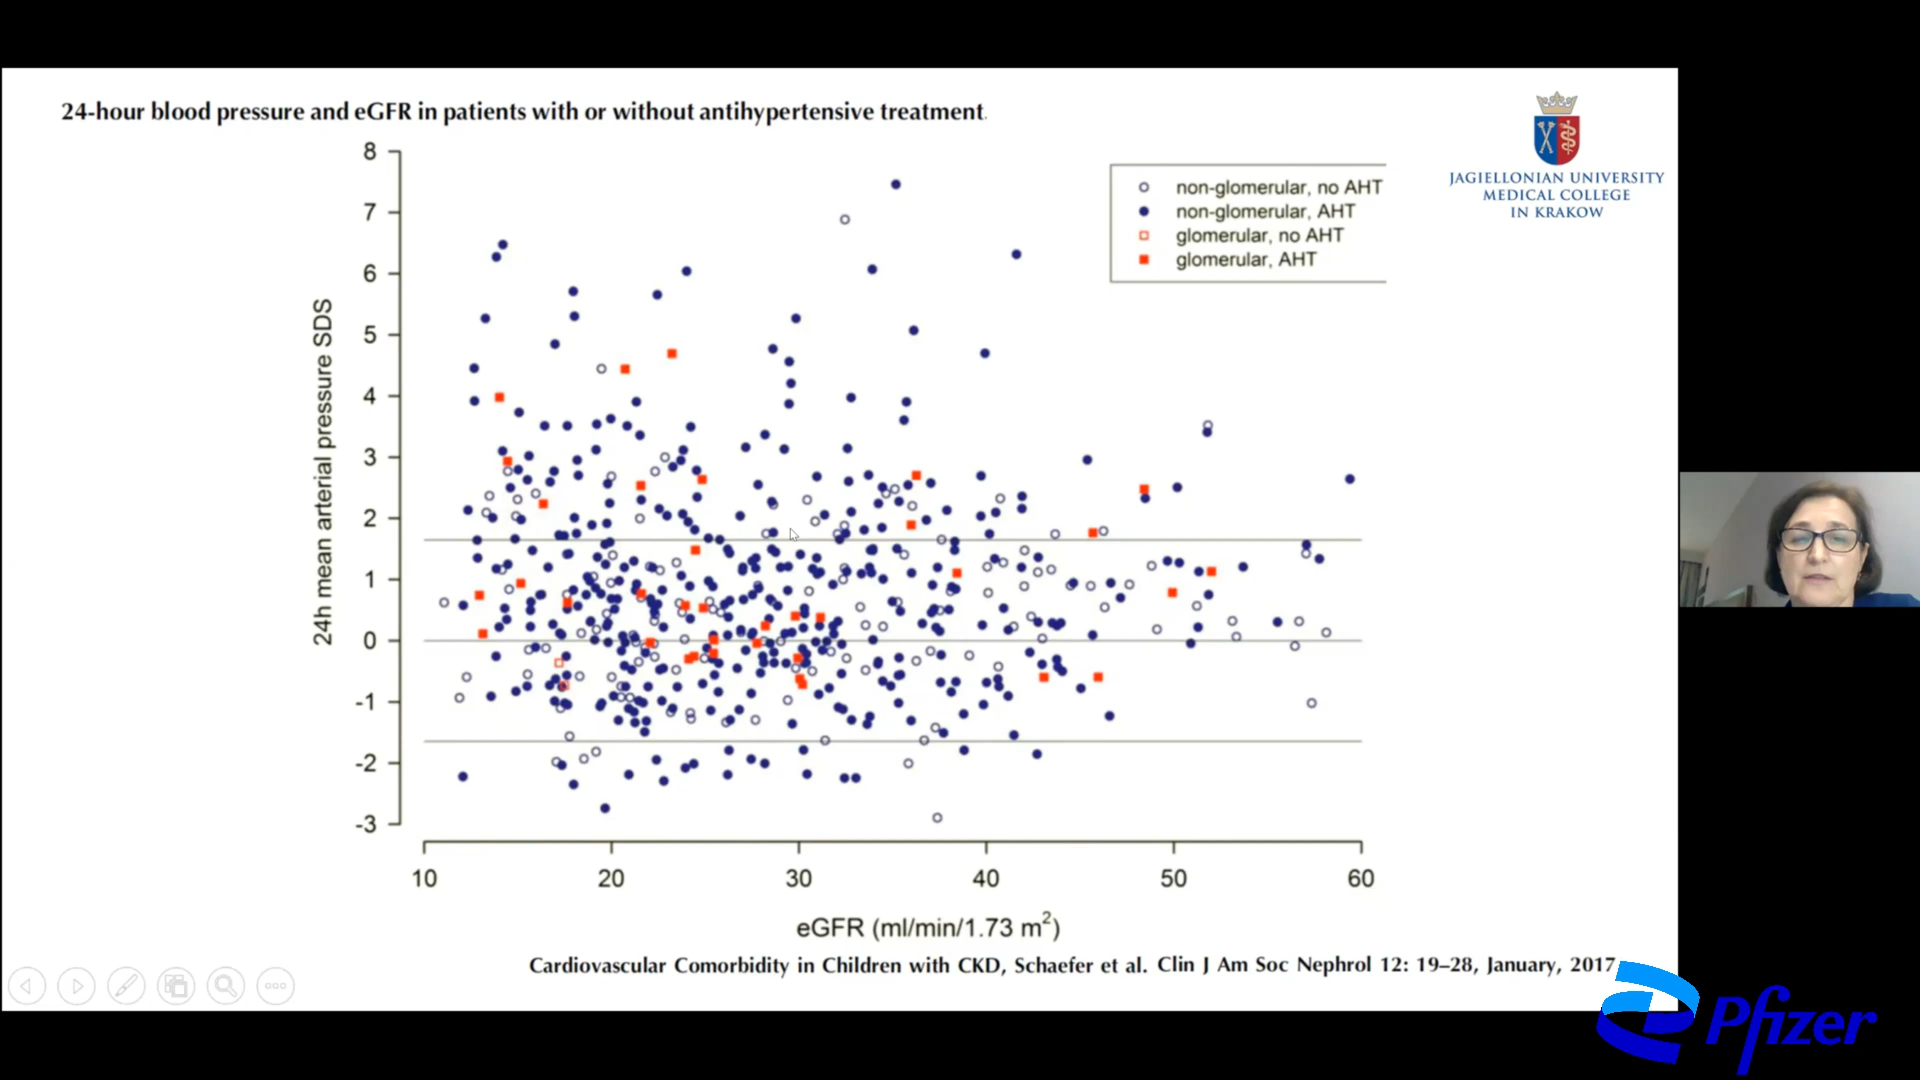 24-hour blood pressure and eGFR in patients with or without antihypertensive treatment.
JAGIELLONIAN UNIVERSITY
MEDICAL COLLEGE
IN KRAKOW
non-glomerular, no AHT
non-glomerular, AHT
glomerular, no AHT
glomerular, AHT
24h mean arterial pressure SDS
8
7
6
5
4
3
2
1
0
-1
-2
-3
10 20 30 40 50 60
eGFR (ml/min/1.73 m²)
Cardiovascular Comorbidity in Children with CKD, Schaefer et al. Clin J Am Soc Nephrol 12: 19–28, January, 2017
Pfizer